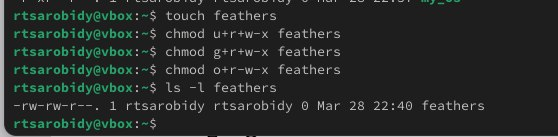 rtsarobidy@vbox:~$ touch feathers
rtsarobidy@vbox:~$ chmod u+r+w-x feathers
rtsarobidy@vbox:~$ chmod g+r+w-x feathers
rtsarobidy@vbox:~$ chmod o+r-w-x feathers
rtsarobidy@vbox:~$ ls -l feathers
-rw-rw-r--. 1 rtsarobidy rtsarobidy 0 Mar 28 22:40 feathers
rtsarobidy@vbox:~$